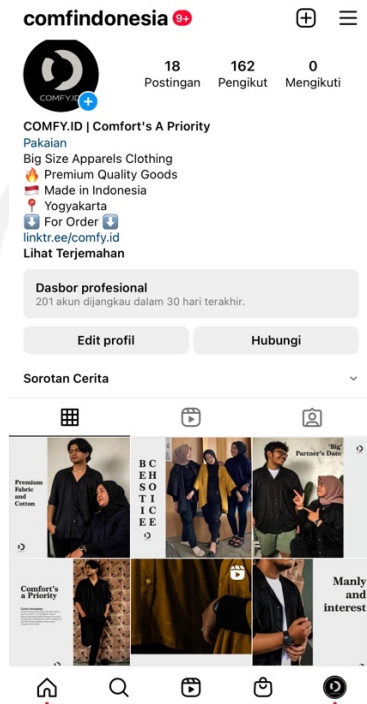 comfindonesia 9+
18 162 0
Postingan Pengikut Mengikuti
COMFY.ID
COMFY.ID | Comfort's A Priority
Pakaian
Big Size Apparels Clothing
🔥 Premium Quality Goods
🇮🇩 Made in Indonesia
📍 Yogyakarta
⬇️ For Order ⬇️
linktr.ee/comfy.id
Lihat Terjemahan
Dasbor profesional
201 akun dijangkau dalam 30 hari terakhir.
Edit profil Hubungi
Sorotan Cerita
Premium
Fabric
and
Cotton
BESTIE
CHOICE
'Big'
Partner's Date
Comfort's
a Priority
Manly
and
interest